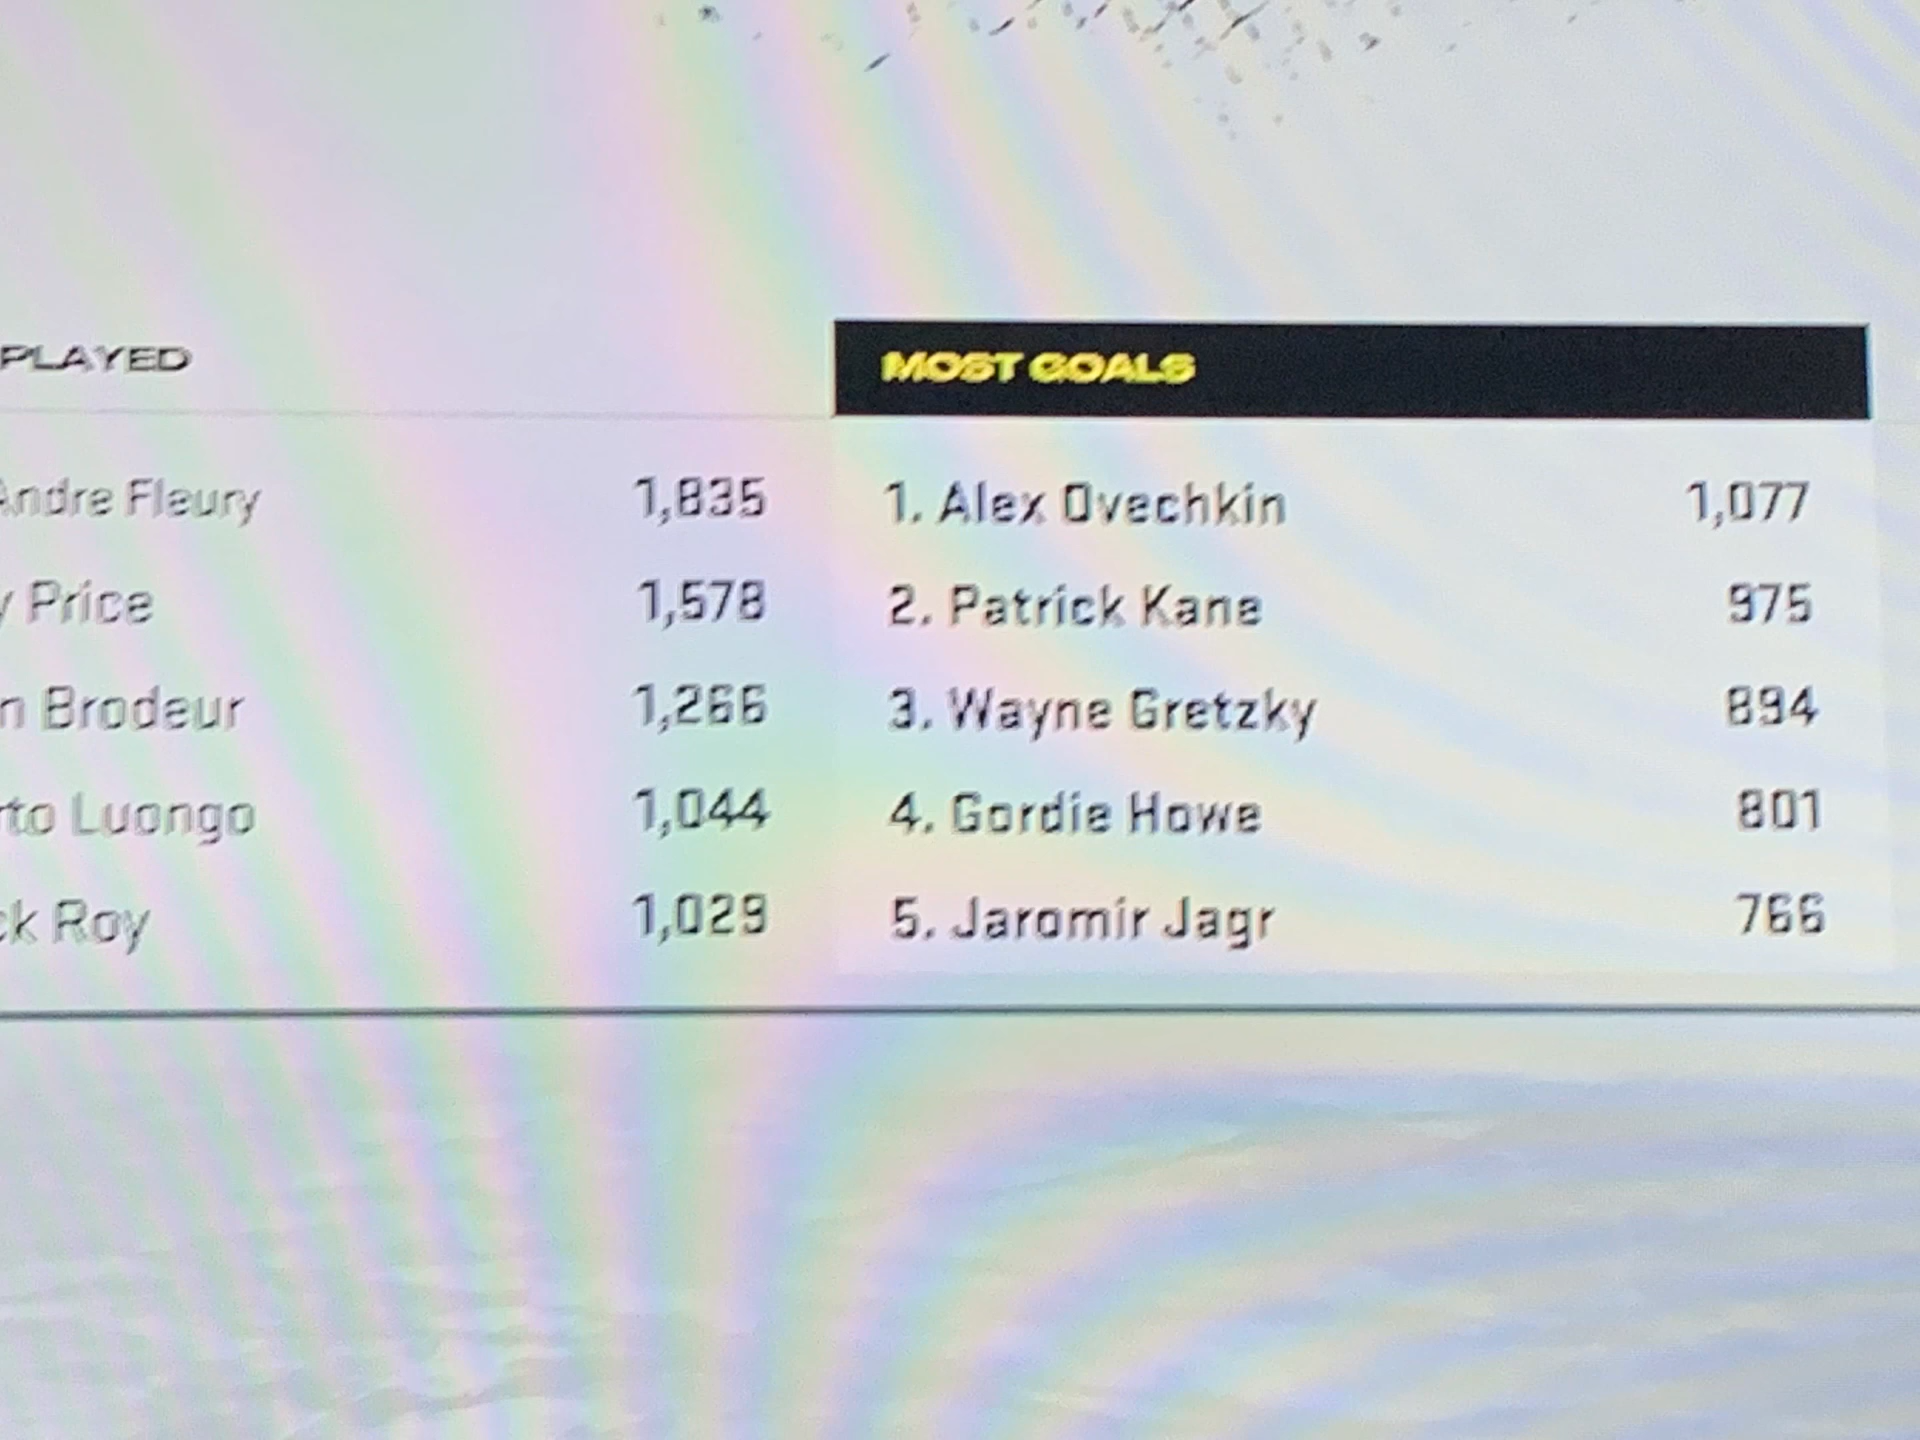 PLAYED
Andre Fleury 1,835
y Price 1,578
n Brodeur 1,266
rto Luongo 1,044
ck Roy 1,029
MOST GOALS
1. Alex Ovechkin 1,077
2. Patrick Kane 975
3. Wayne Gretzky 894
4. Gordie Howe 801
5. Jaromir Jagr 766